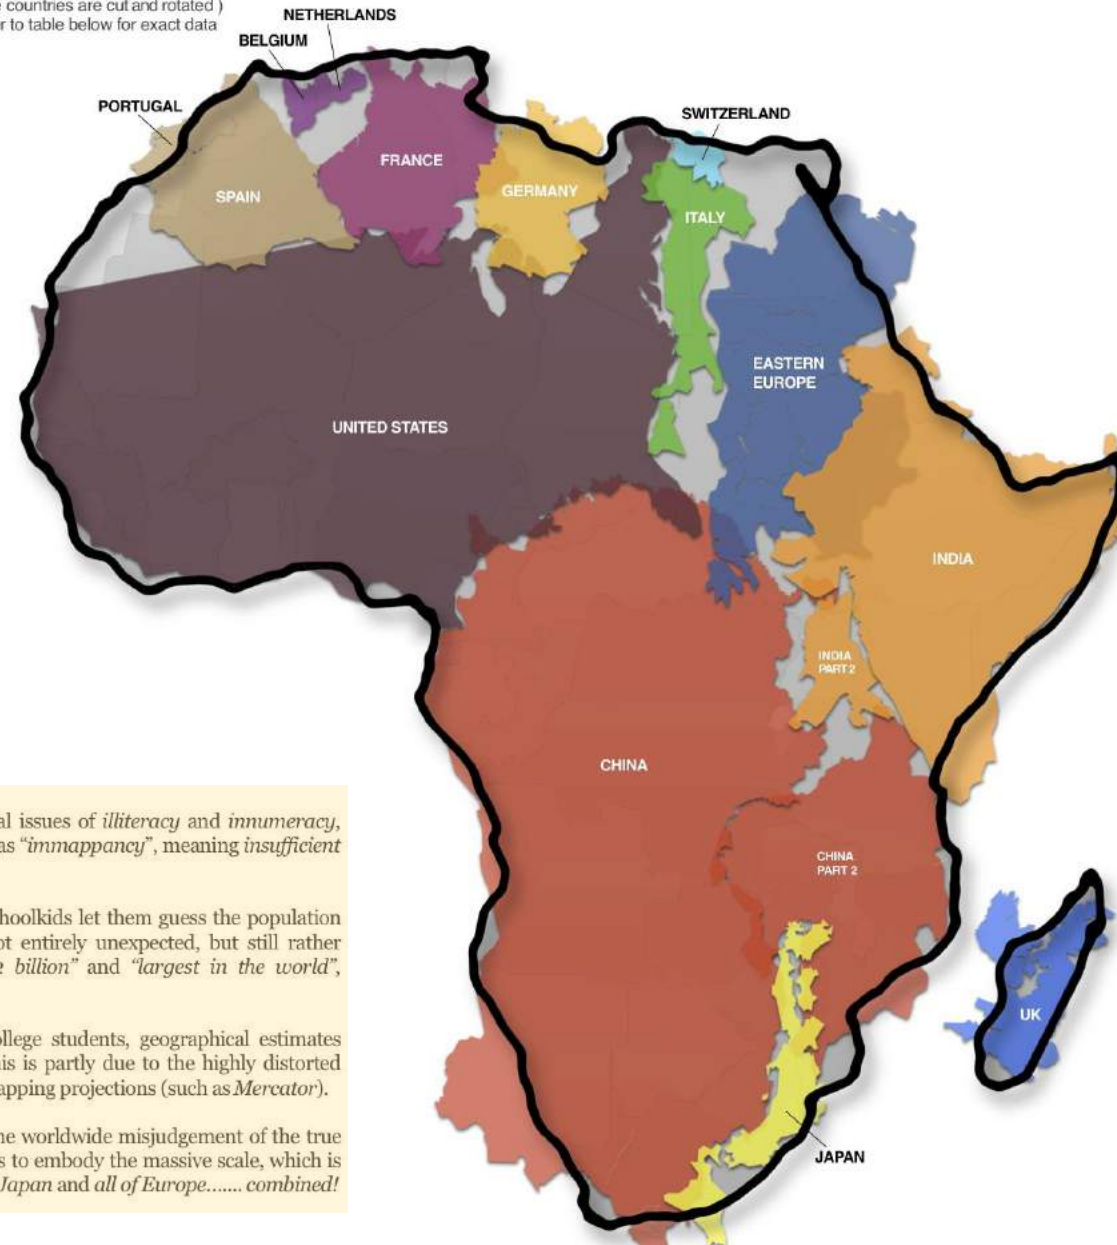 e countries are cut and rotated )
r to table below for exact data
NETHERLANDS
BELGIUM
PORTUGAL
SWITZERLAND
FRANCE
GERMANY
SPAIN
ITALY
EASTERN
EUROPE
UNITED STATES
INDIA
INDIA
PART 2
CHINA
CHINA
PART 2
UK
JAPAN
al issues of illiteracy and innumeracy,
as “immappancy”, meaning insufficient
hoolkids let them guess the population
ot entirely unexpected, but still rather
billion” and “largest in the world”,
ollege students, geographical estimates
his is partly due to the highly distorted
apping projections (such as Mercator).
he worldwide misjudgement of the true
s to embody the massive scale, which is
Japan and all of Europe....... combined!